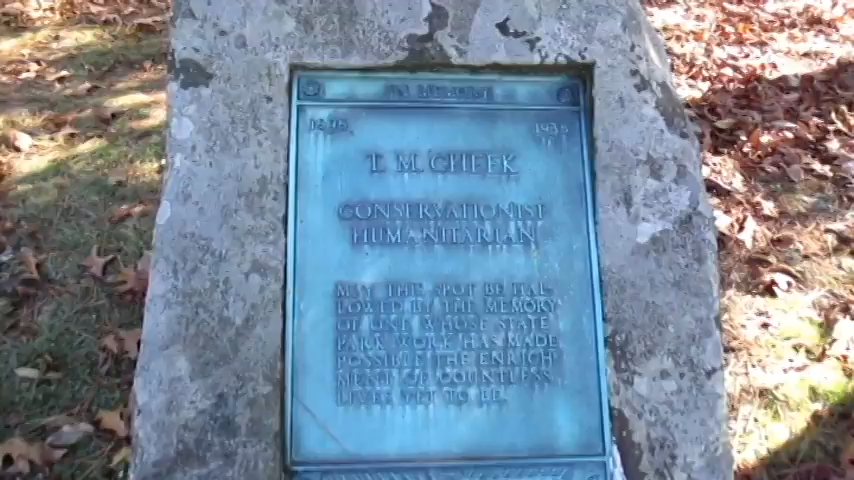 IN MEMORY
T. M. CHEEK
CONSERVATIONIST
HUMANITARIAN
MAY THIS SPOT BE HAL-
LOWED BY THE MEMORY
OF ONE WHOSE STATE
PARK WORK HAS MADE
POSSIBLE THE ENRICH
MENT OF COUNTLESS
LIVES YET TO BE.